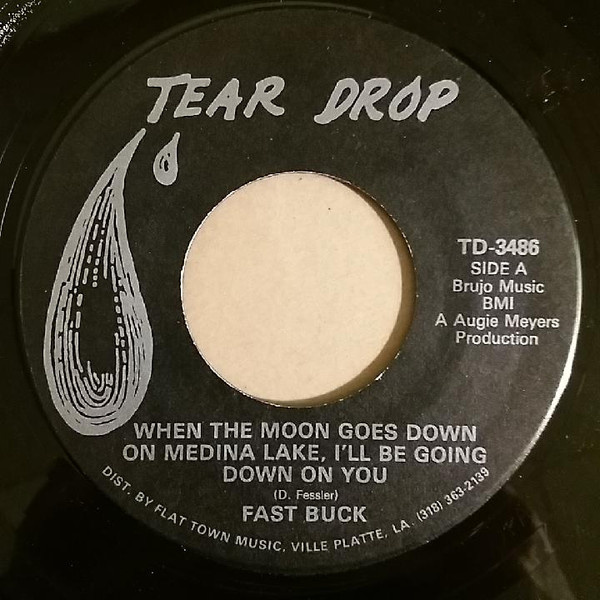 TEAR DROP
TD-3486
SIDE A
Brujo Music
BMI
A Augie Meyers
Production
WHEN THE MOON GOES DOWN
ON MEDINA LAKE, I'LL BE GOING
DOWN ON YOU
(D. Fessler)
FAST BUCK
DIST. BY FLAT TOWN MUSIC, VILLE PLATTE, LA. (318) 363-2139